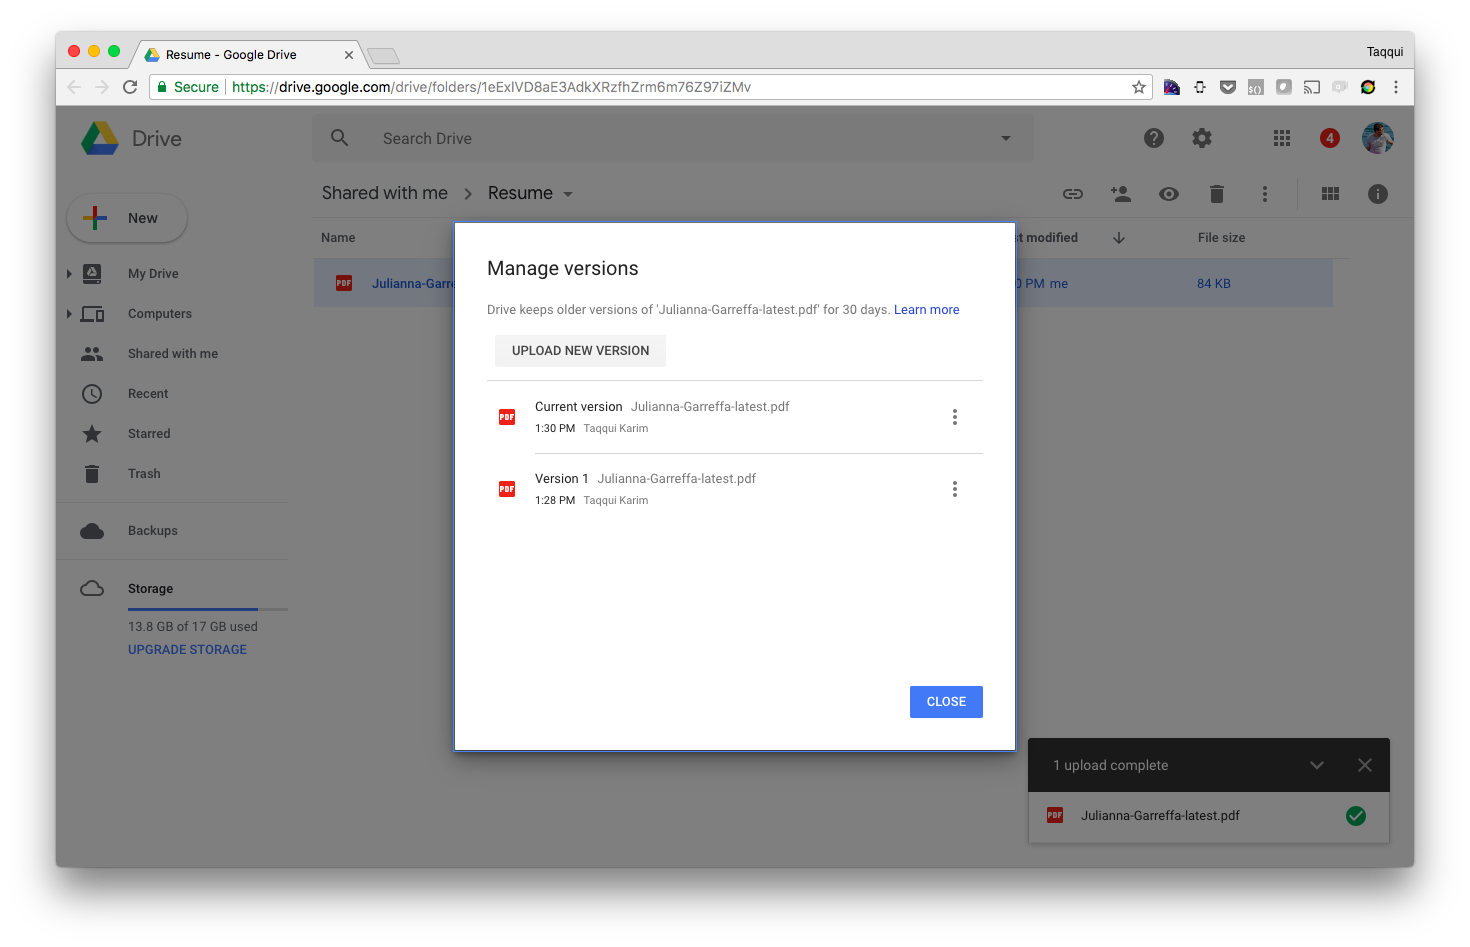 Resume - Google Drive
Taqqui
Secure https://drive.google.com/drive/folders/1eExlVD8aE3AdkXRzfhZrm6m76Z97iZMv
Drive
Search Drive
4
Shared with me > Resume
New
Name
t modified
File size
PDF Julianna-Garre
0 PM me
84 KB
My Drive
Computers
Shared with me
Recent
Starred
Trash
Backups
Storage
13.8 GB of 17 GB used
UPGRADE STORAGE
Manage versions
Drive keeps older versions of 'Julianna-Garreffa-latest.pdf' for 30 days. Learn more
UPLOAD NEW VERSION
PDF Current version Julianna-Garreffa-latest.pdf
1:30 PM Taqqui Karim
PDF Version 1 Julianna-Garreffa-latest.pdf
1:28 PM Taqqui Karim
CLOSE
1 upload complete
PDF Julianna-Garreffa-latest.pdf